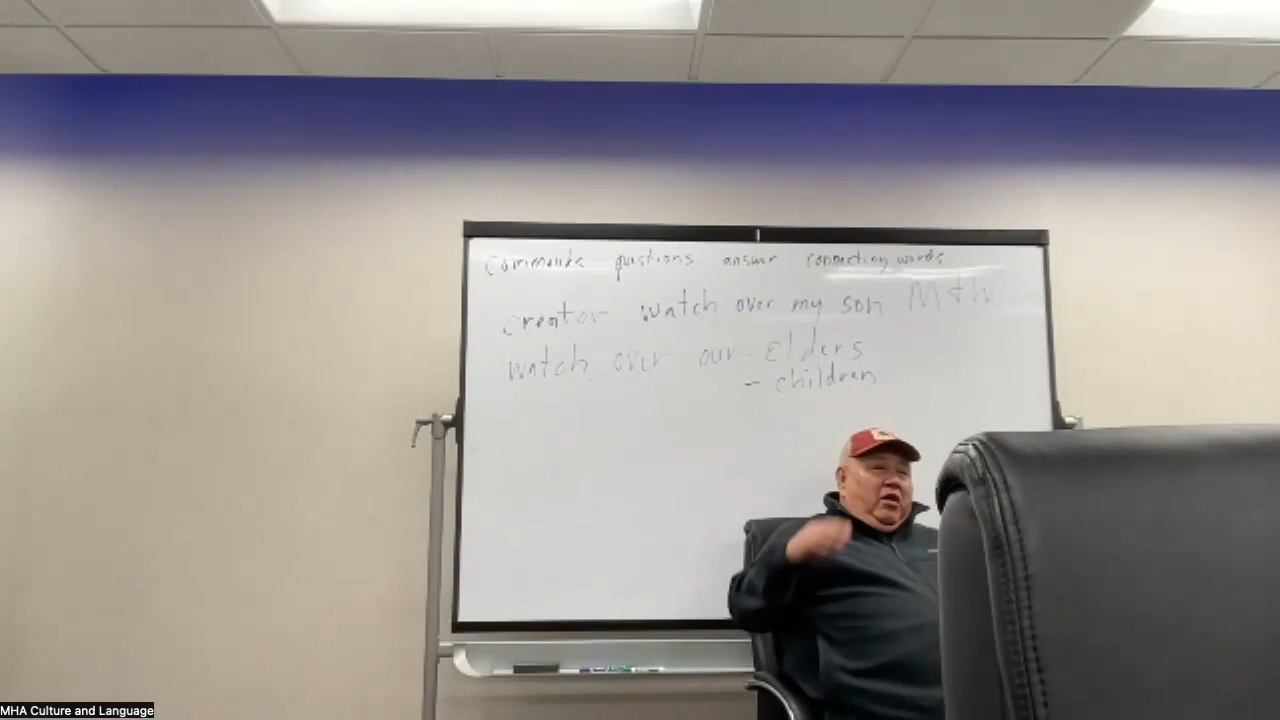 Commands questions answer connecting words
creator watch over my son M & W
watch over our - Elders
- children
MHA Culture and Language